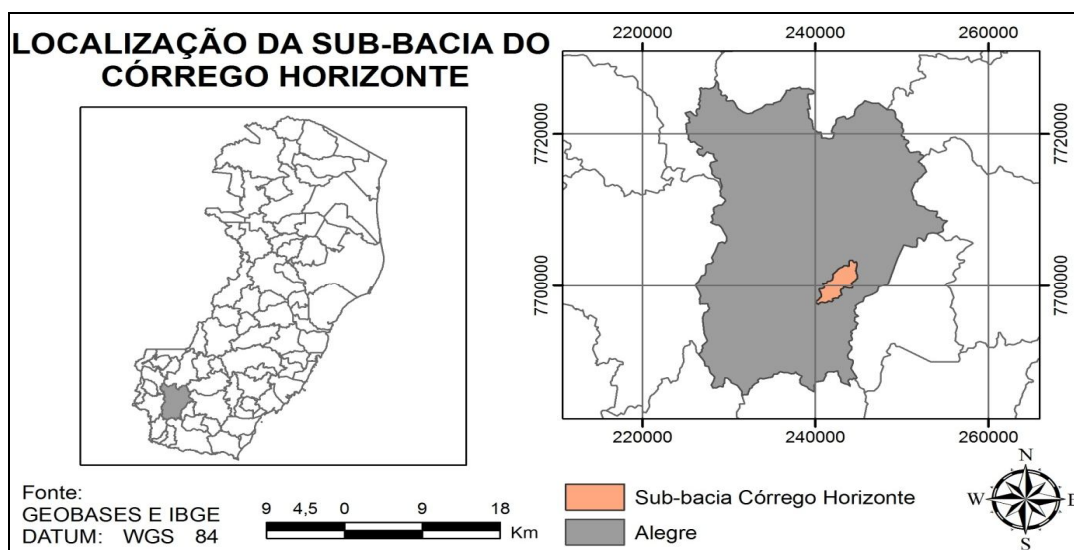 LOCALIZAÇÃO DA SUB-BACIA DO
CÓRREGO HORIZONTE
220000 240000 260000
7720000 7720000
7700000 7700000
220000 240000 260000
Fonte:
GEOBASES E IBGE
DATUM: WGS 84
9 4,5 0 9 18
Km
Sub-bacia Córrego Horizonte
Alegre
N
W E
S